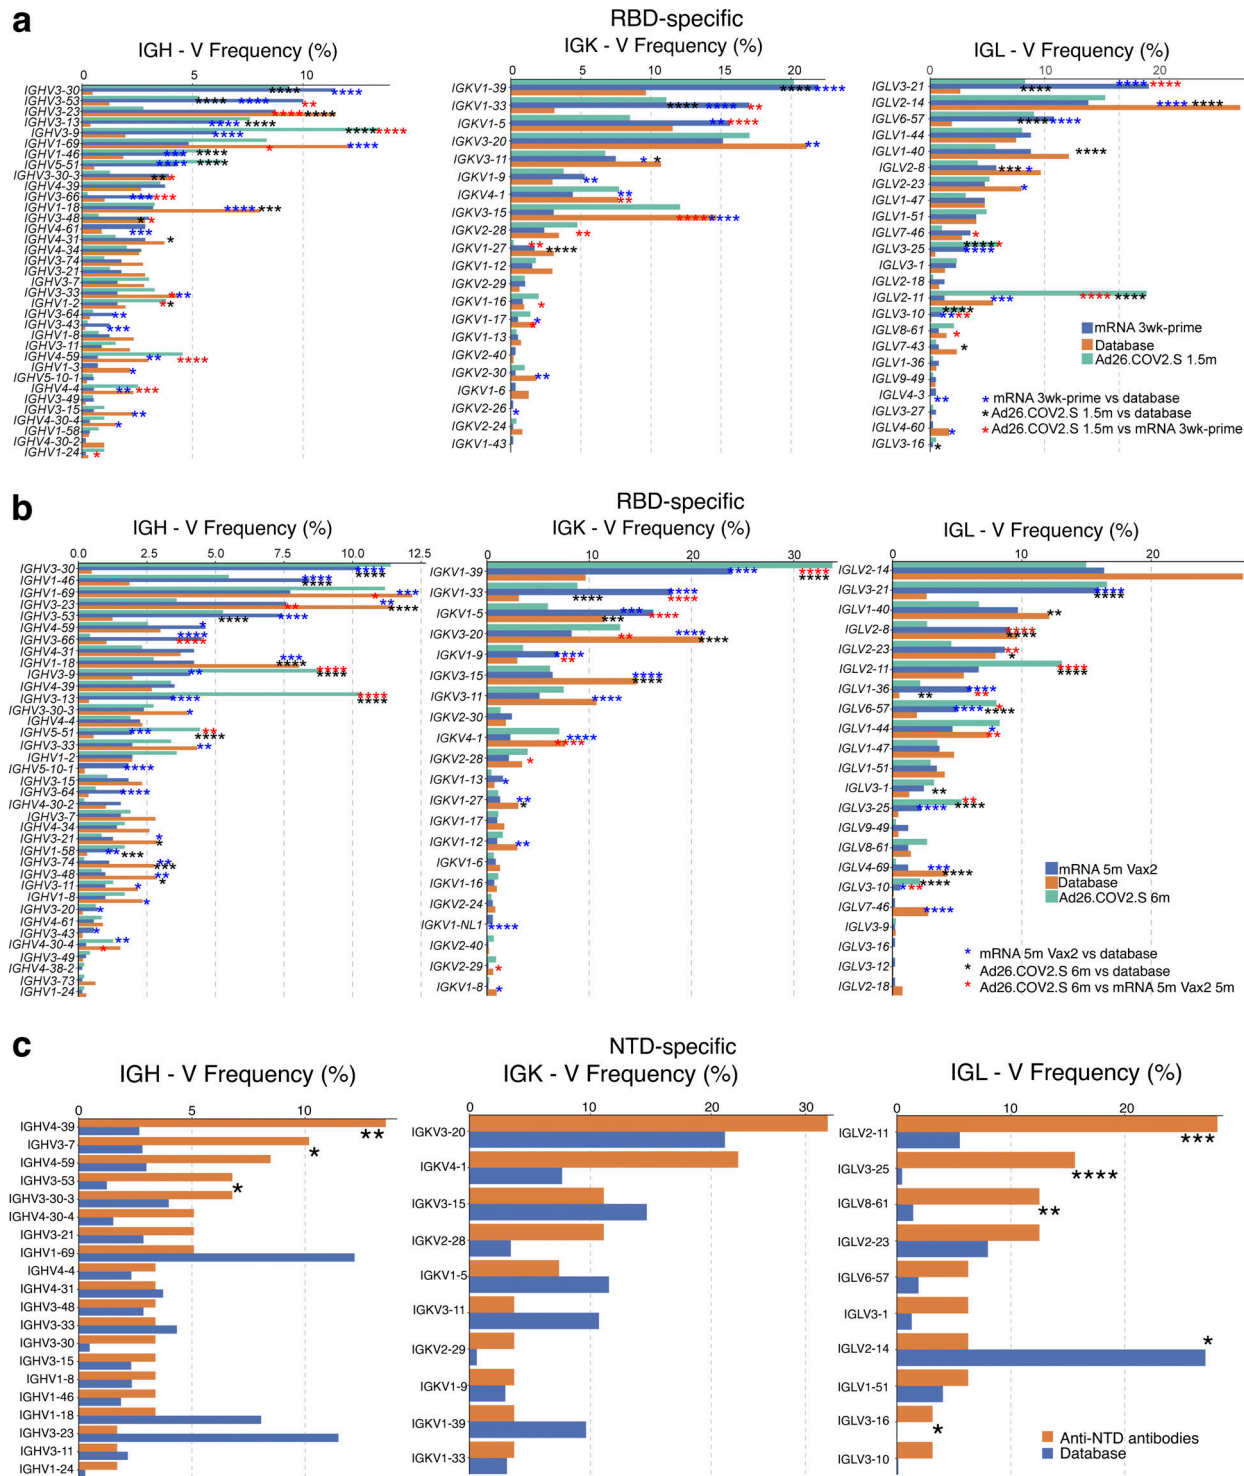 a
RBD-specific
IGH - V Frequency (%)
IGK - V Frequency (%)
IGL - V Frequency (%)
0 5 10
0 5 10 15 20
0 10 20
IGHV3-30
IGHV3-53
IGHV3-23
IGHV3-13
IGHV3-9
IGHV1-69
IGHV1-46
IGHV5-51
IGHV3-30-3
IGHV4-39
IGHV3-66
IGHV1-18
IGHV3-48
IGHV4-61
IGHV4-31
IGHV4-34
IGHV3-74
IGHV3-21
IGHV3-7
IGHV3-33
IGHV1-2
IGHV3-64
IGHV3-43
IGHV1-8
IGHV3-11
IGHV4-59
IGHV1-3
IGHV5-10-1
IGHV4-4
IGHV3-49
IGHV3-15
IGHV4-30-4
IGHV1-58
IGHV4-30-2
IGHV1-24
IGKV1-39
IGKV1-33
IGKV1-5
IGKV3-20
IGKV3-11
IGKV1-9
IGKV4-1
IGKV3-15
IGKV2-28
IGKV1-27
IGKV1-12
IGKV2-29
IGKV1-16
IGKV1-17
IGKV1-13
IGKV2-40
IGKV2-30
IGKV1-6
IGKV2-26
IGKV2-24
IGKV1-43
IGLV3-21
IGLV2-14
IGLV6-57
IGLV1-44
IGLV1-40
IGLV2-8
IGLV2-23
IGLV1-47
IGLV1-51
IGLV7-46
IGLV3-25
IGLV3-1
IGLV2-18
IGLV2-11
IGLV3-10
IGLV8-61
IGLV7-43
IGLV1-36
IGLV9-49
IGLV4-3
IGLV3-27
IGLV4-60
IGLV3-16
mRNA 3wk-prime
Database
Ad26.COV2.S 1.5m
* mRNA 3wk-prime vs database
* Ad26.COV2.S 1.5m vs database
* Ad26.COV2.S 1.5m vs mRNA 3wk-prime
b
RBD-specific
IGH - V Frequency (%)
IGK - V Frequency (%)
IGL - V Frequency (%)
0.0 2.5 5.0 7.5 10.0 12.5
0 10 20 30
0 10 20
IGHV3-30
IGHV1-46
IGHV1-69
IGHV3-23
IGHV3-53
IGHV4-59
IGHV3-66
IGHV4-31
IGHV1-18
IGHV3-9
IGHV4-39
IGHV3-13
IGHV3-30-3
IGHV4-4
IGHV5-51
IGHV3-33
IGHV1-2
IGHV5-10-1
IGHV3-15
IGHV3-64
IGHV4-30-2
IGHV3-7
IGHV4-34
IGHV3-21
IGHV1-58
IGHV3-74
IGHV3-48
IGHV3-11
IGHV1-8
IGHV3-20
IGHV4-61
IGHV3-43
IGHV4-30-4
IGHV3-49
IGHV4-38-2
IGHV3-73
IGHV1-24
IGKV1-39
IGKV1-33
IGKV1-5
IGKV3-20
IGKV1-9
IGKV3-15
IGKV3-11
IGKV2-30
IGKV4-1
IGKV2-28
IGKV1-13
IGKV1-27
IGKV1-17
IGKV1-12
IGKV1-6
IGKV1-16
IGKV2-24
IGKV1-NL1
IGKV2-40
IGKV2-29
IGKV1-8
IGLV2-14
IGLV3-21
IGLV1-40
IGLV2-8
IGLV2-23
IGLV2-11
IGLV1-36
IGLV6-57
IGLV1-44
IGLV1-47
IGLV1-51
IGLV3-1
IGLV3-25
IGLV9-49
IGLV8-61
IGLV4-69
IGLV3-10
IGLV7-46
IGLV3-9
IGLV3-16
IGLV3-12
IGLV2-18
mRNA 5m Vax2
Database
Ad26.COV2.S 6m
* mRNA 5m Vax2 vs database
* Ad26.COV2.S 6m vs database
* Ad26.COV2.S 6m vs mRNA 5m Vax2 5m
c
NTD-specific
IGH - V Frequency (%)
IGK - V Frequency (%)
IGL - V Frequency (%)
0 5 10
0 10 20 30
0 10 20
IGHV4-39
IGHV3-7
IGHV4-59
IGHV3-53
IGHV3-30-3
IGHV4-30-4
IGHV3-21
IGHV1-69
IGHV4-4
IGHV4-31
IGHV3-48
IGHV3-33
IGHV3-30
IGHV3-15
IGHV1-8
IGHV1-46
IGHV1-18
IGHV3-23
IGHV3-11
IGHV1-24
IGKV3-20
IGKV4-1
IGKV3-15
IGKV2-28
IGKV1-5
IGKV3-11
IGKV2-29
IGKV1-9
IGKV1-39
IGKV1-33
IGLV2-11
IGLV3-25
IGLV8-61
IGLV2-23
IGLV6-57
IGLV3-1
IGLV2-14
IGLV1-51
IGLV3-16
IGLV3-10
Anti-NTD antibodies
Database